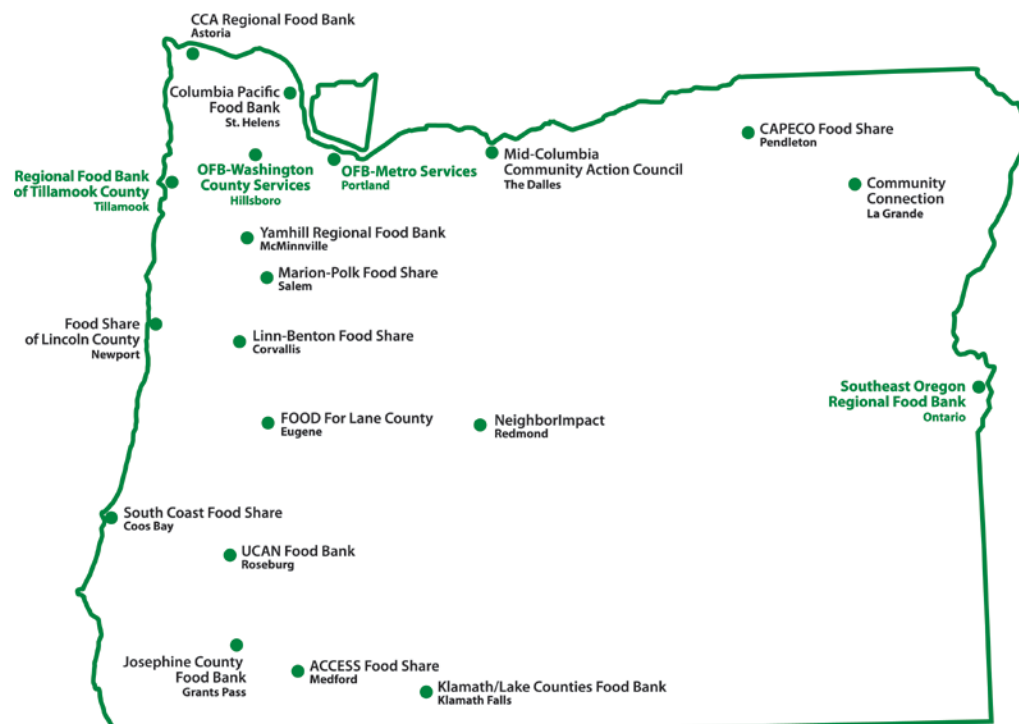 CCA Regional Food Bank
Astoria
Columbia Pacific
Food Bank
St. Helens
OFB-Washington
County Services
Hillsboro
OFB-Metro Services
Portland
Mid-Columbia
Community Action Council
The Dalles
CAPECO Food Share
Pendleton
Regional Food Bank
of Tillamook County
Tillamook
Community
Connection
La Grande
Yamhill Regional Food Bank
McMinnville
Marion-Polk Food Share
Salem
Food Share
of Lincoln County
Newport
Linn-Benton Food Share
Corvallis
Southeast Oregon
Regional Food Bank
Ontario
FOOD For Lane County
Eugene
NeighborImpact
Redmond
South Coast Food Share
Coos Bay
UCAN Food Bank
Roseburg
Josephine County
Food Bank
Grants Pass
ACCESS Food Share
Medford
Klamath/Lake Counties Food Bank
Klamath Falls